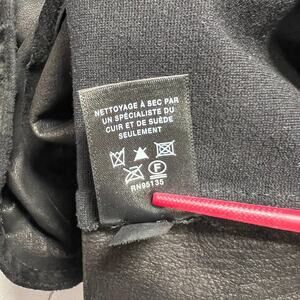 NETTOYAGE À SEC PAR
UN SPÉCIALISTE DU
CUIR ET DE SUÈDE
SEULEMENT
F
RN95135